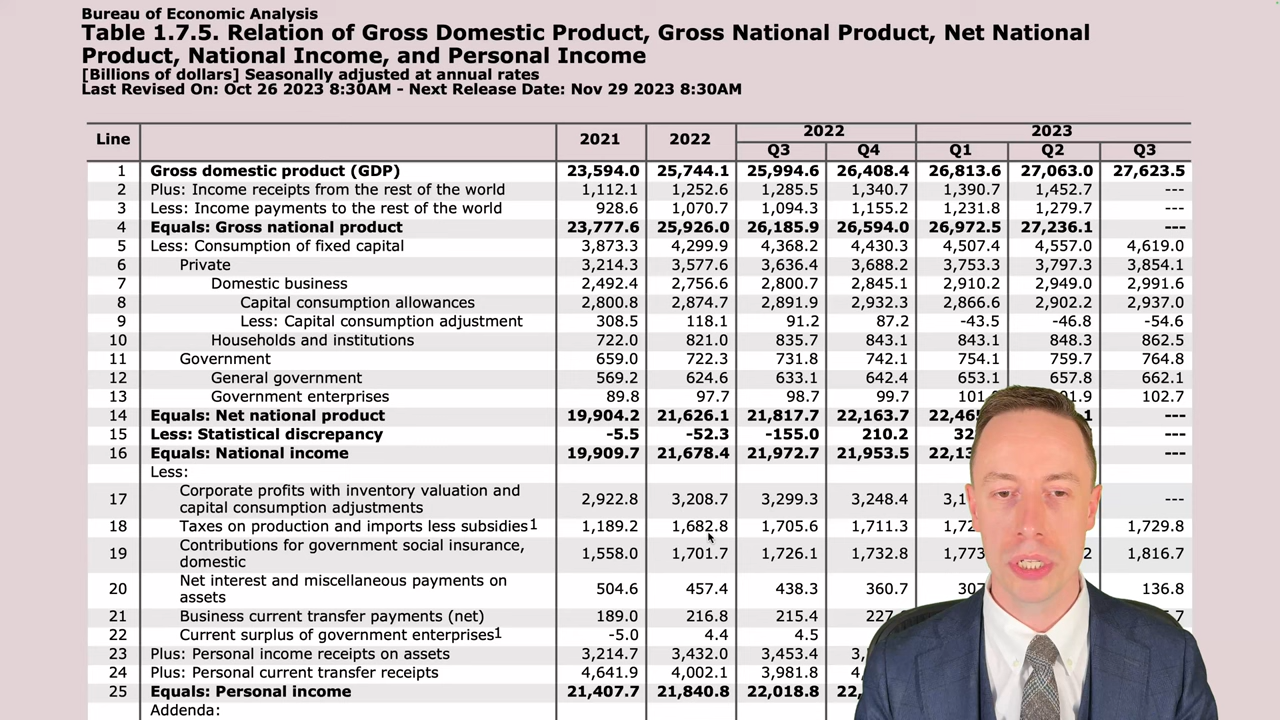 Bureau of Economic Analysis
Table 1.7.5. Relation of Gross Domestic Product, Gross National Product, Net National
Product, National Income, and Personal Income
[Billions of dollars] Seasonally adjusted at annual rates
Last Revised On: Oct 26 2023 8:30AM - Next Release Date: Nov 29 2023 8:30AM
Line 2021 2022 2022 2023
Q3 Q4 Q1 Q2 Q3
1 Gross domestic product (GDP) 23,594.0 25,744.1 25,994.6 26,408.4 26,813.6 27,063.0 27,623.5
2 Plus: Income receipts from the rest of the world 1,112.1 1,252.6 1,285.5 1,340.7 1,390.7 1,452.7 ---
3 Less: Income payments to the rest of the world 928.6 1,070.7 1,094.3 1,155.2 1,231.8 1,279.7 ---
4 Equals: Gross national product 23,777.6 25,926.0 26,185.9 26,594.0 26,972.5 27,236.1 ---
5 Less: Consumption of fixed capital 3,873.3 4,299.9 4,368.2 4,430.3 4,507.4 4,557.0 4,619.0
6 Private 3,214.3 3,577.6 3,636.4 3,688.2 3,753.3 3,797.3 3,854.1
7 Domestic business 2,492.4 2,756.6 2,800.7 2,845.1 2,910.2 2,949.0 2,991.6
8 Capital consumption allowances 2,800.8 2,874.7 2,891.9 2,932.3 2,866.6 2,902.2 2,937.0
9 Less: Capital consumption adjustment 308.5 118.1 91.2 87.2 -43.5 -46.8 -54.6
10 Households and institutions 722.0 821.0 835.7 843.1 843.1 848.3 862.5
11 Government 659.0 722.3 731.8 742.1 754.1 759.7 764.8
12 General government 569.2 624.6 633.1 642.4 653.1 657.8 662.1
13 Government enterprises 89.8 97.7 98.7 99.7 102.7
14 Equals: Net national product 19,904.2 21,626.1 21,817.7 22,163.7 ---
15 Less: Statistical discrepancy -5.5 -52.3 -155.0 210.2 ---
16 Equals: National income 19,909.7 21,678.4 21,972.7 21,953.5 ---
Less:
17 Corporate profits with inventory valuation and
capital consumption adjustments 2,922.8 3,208.7 3,299.3 3,248.4 ---
18 Taxes on production and imports less subsidies1 1,189.2 1,682.8 1,705.6 1,711.3 1,729.8
19 Contributions for government social insurance,
domestic 1,558.0 1,701.7 1,726.1 1,732.8 1,816.7
20 Net interest and miscellaneous payments on
assets 504.6 457.4 438.3 360.7 136.8
21 Business current transfer payments (net) 189.0 216.8 215.4
22 Current surplus of government enterprises1 -5.0 4.4 4.5
23 Plus: Personal income receipts on assets 3,214.7 3,432.0 3,453.4
24 Plus: Personal current transfer receipts 4,641.9 4,002.1 3,981.8
25 Equals: Personal income 21,407.7 21,840.8 22,018.8
Addenda: